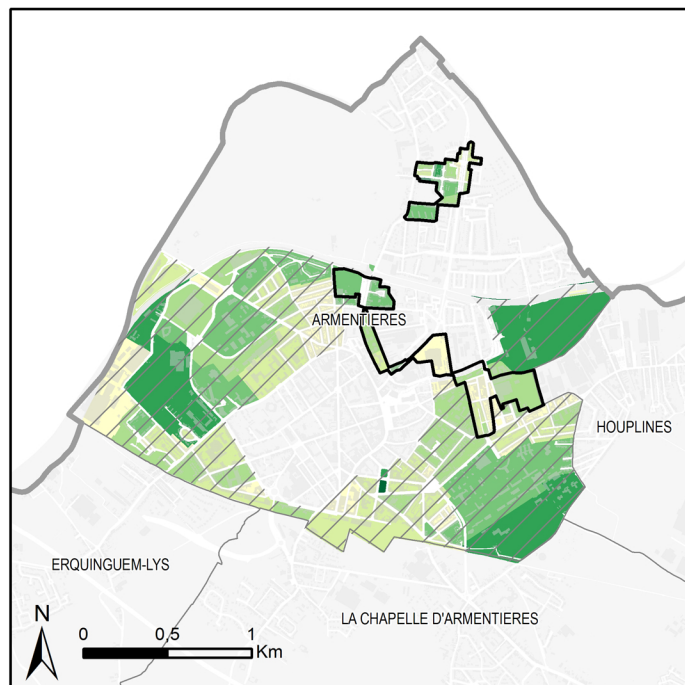 ARMENTIERES
HOUPLINES
ERQUINGUEM-LYS
LA CHAPELLE D'ARMENTIERES
N
0 0,5 1
Km